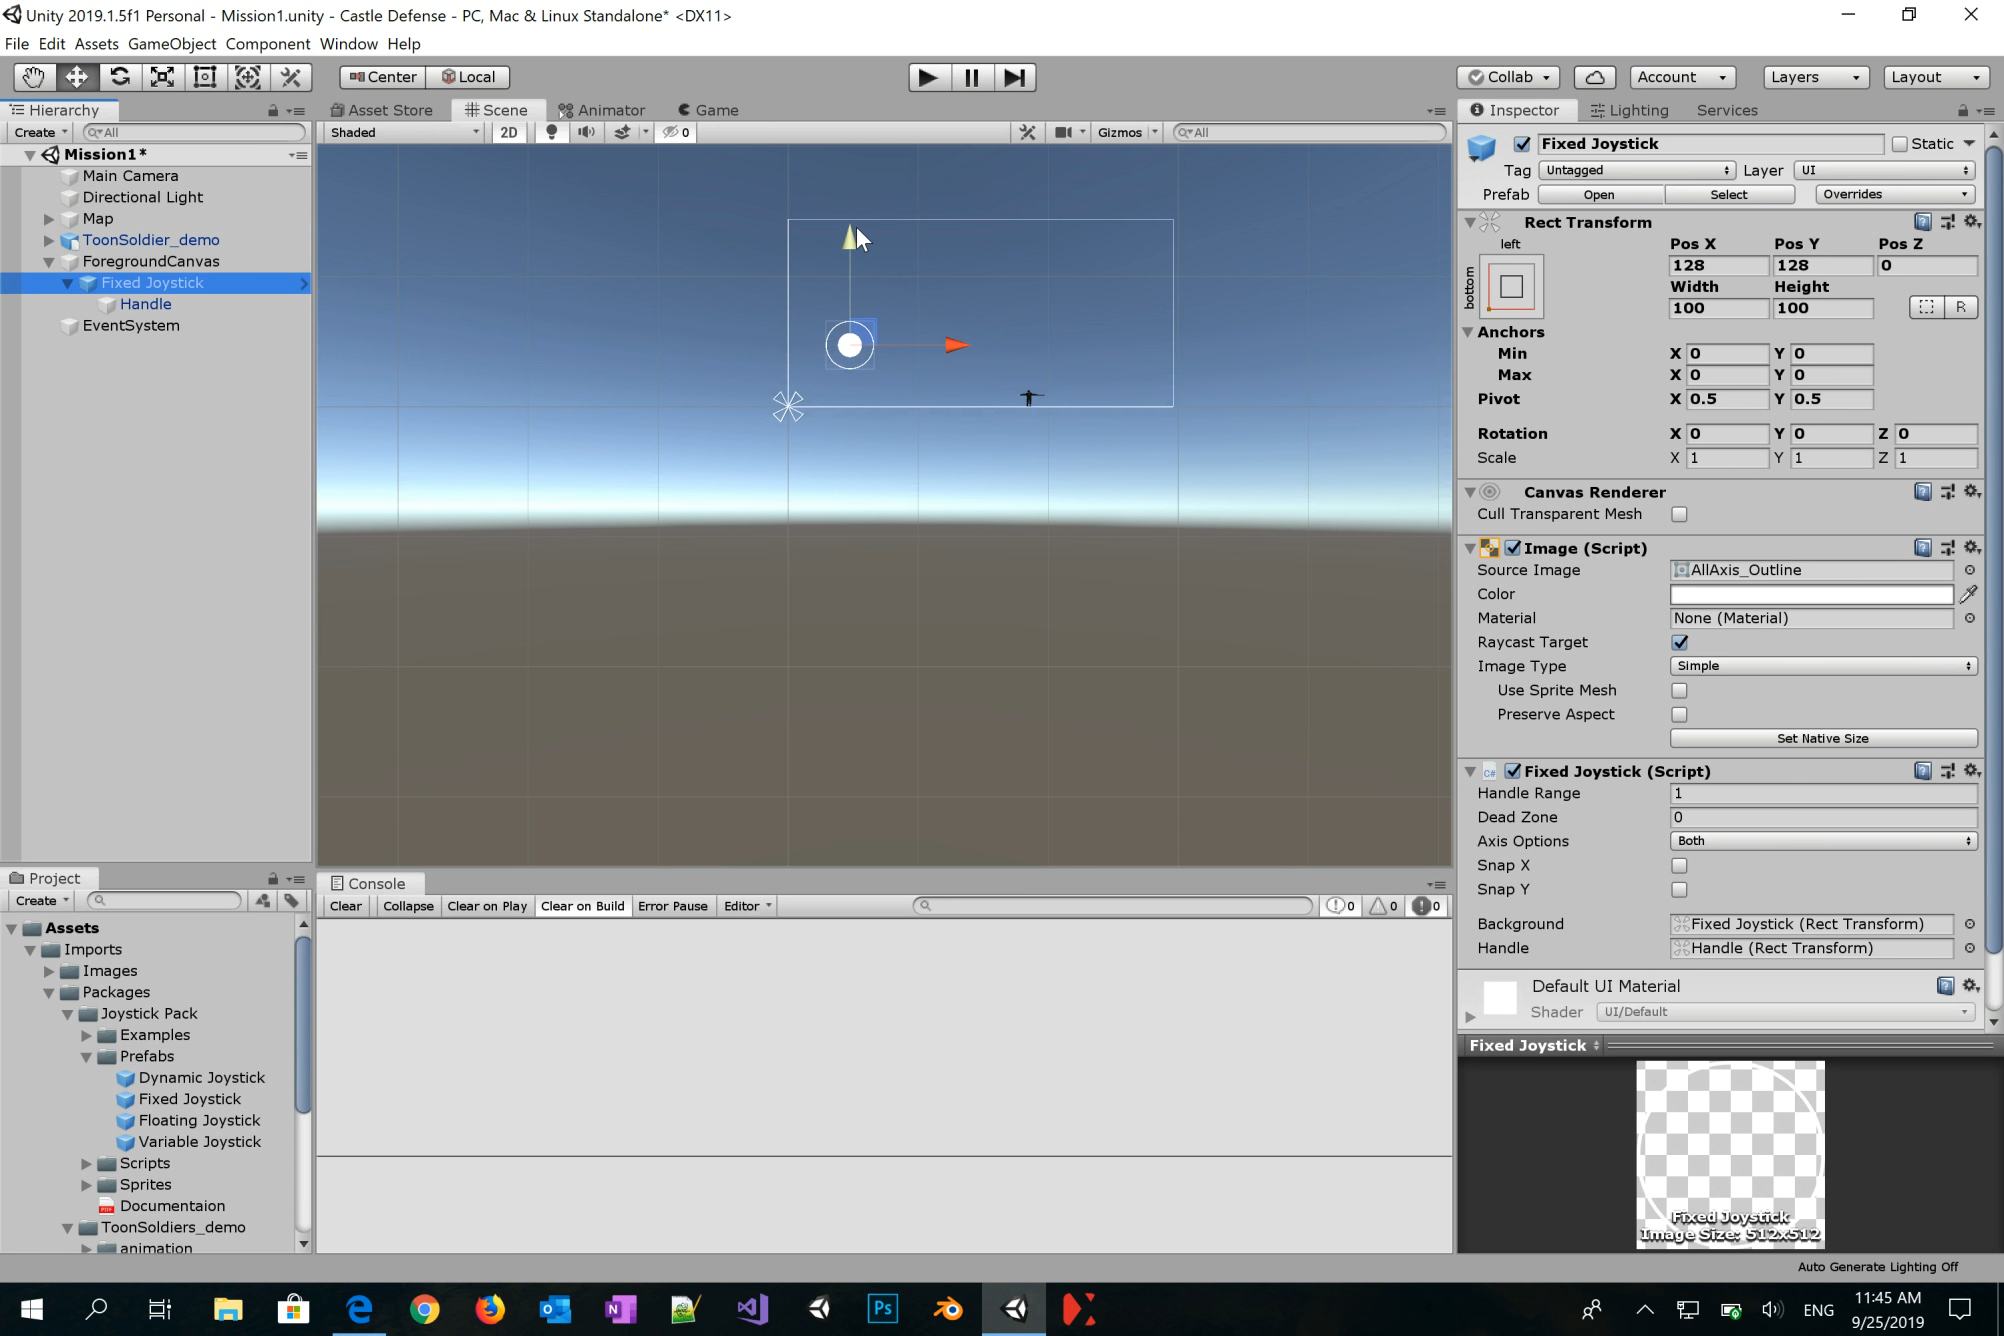 Unity 2019.1.5f1 Personal - Mission1.unity - Castle Defense - PC, Mac & Linux Standalone* <DX11>
File Edit Assets GameObject Component Window Help
Center Local Collab Account Layers Layout
Hierarchy Asset Store Scene Animator Game Inspector Lighting Services
Create All Shaded 2D 0 Gizmos All
Mission1*
Main Camera
Directional Light
Map
ToonSoldier_demo
ForegroundCanvas
Fixed Joystick
Handle
EventSystem
Fixed Joystick Static
Tag Untagged Layer UI
Prefab Open Select Overrides
Rect Transform
left Pos X Pos Y Pos Z
bottom 128 128 0
Width Height
100 100 R
Anchors
Min X 0 Y 0
Max X 0 Y 0
Pivot X 0.5 Y 0.5
Rotation X 0 Y 0 Z 0
Scale X 1 Y 1 Z 1
Canvas Renderer
Cull Transparent Mesh
Image (Script)
Source Image AllAxis_Outline
Color
Material None (Material)
Raycast Target
Image Type Simple
Use Sprite Mesh
Preserve Aspect
Set Native Size
C# Fixed Joystick (Script)
Handle Range 1
Dead Zone 0
Axis Options Both
Snap X
Snap Y
Background Fixed Joystick (Rect Transform)
Handle Handle (Rect Transform)
Default UI Material
Shader UI/Default
Fixed Joystick
Fixed Joystick
Image Size: 512x512
Project
Create
Assets
Imports
Images
Packages
Joystick Pack
Examples
Prefabs
Dynamic Joystick
Fixed Joystick
Floating Joystick
Variable Joystick
Scripts
Sprites
PDF Documentaion
ToonSoldiers_demo
animation
Console
Clear Collapse Clear on Play Clear on Build Error Pause Editor 0 0 0
Auto Generate Lighting Off
Ps
ENG
11:45 AM
9/25/2019